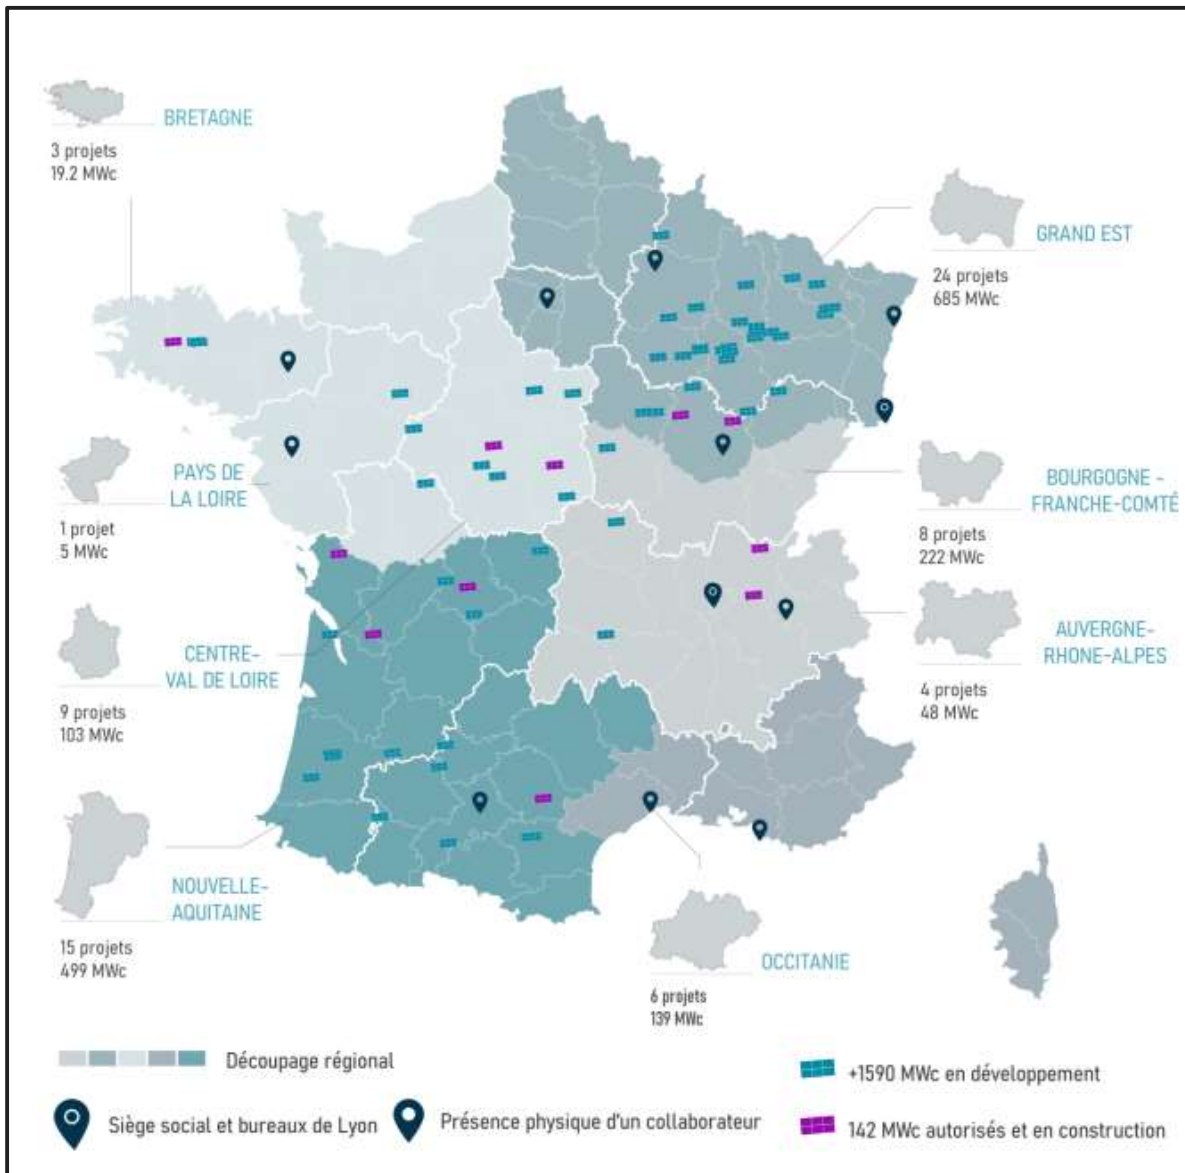 BRETAGNE
3 projets
19.2 MWc
GRAND EST
24 projets
685 MWc
PAYS DE
LA LOIRE
1 projet
5 MWc
BOURGOGNE -
FRANCHE-COMTÉ
8 projets
222 MWc
CENTRE-
VAL DE LOIRE
9 projets
103 MWc
AUVERGNE-
RHONE-ALPES
4 projets
48 MWc
NOUVELLE-
AQUITAINE
15 projets
499 MWc
OCCITANIE
6 projets
139 MWc
Découpage régional
Siège social et bureaux de Lyon
Présence physique d'un collaborateur
+1590 MWc en développement
142 MWc autorisés et en construction